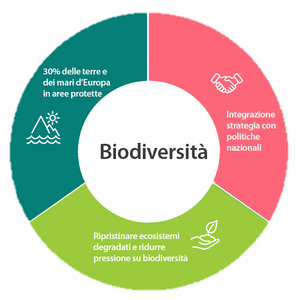 30% delle terre e
dei mari d'Europa
in aree protette
Integrazione
strategia con
politiche
nazionali
Biodiversità
Ripristinare ecosistemi
degradati e ridurre
pressione su biodiversità